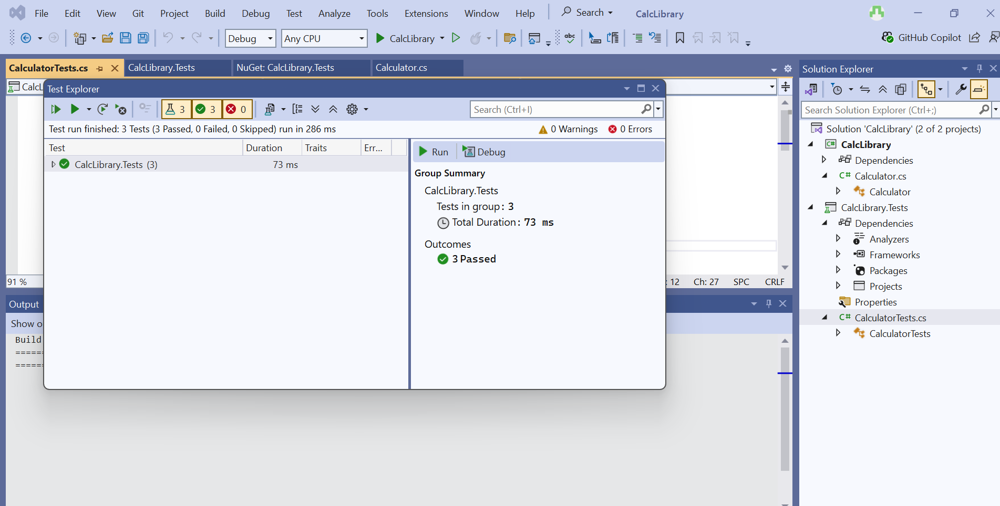 File Edit View Git Project Build Debug Test Analyze Tools Extensions Window Help Search CalcLibrary
Debug Any CPU CalcLibrary abc GitHub Copilot
CalculatorTests.cs CalcLibrary.Tests NuGet: CalcLibrary.Tests Calculator.cs
CalcL
Test Explorer
3 3 0
Search (Ctrl+I)
Test run finished: 3 Tests (3 Passed, 0 Failed, 0 Skipped) run in 286 ms
0 Warnings 0 Errors
Test Duration Traits Err...
CalcLibrary.Tests (3) 73 ms
Run Debug
Group Summary
CalcLibrary.Tests
Tests in group: 3
Total Duration: 73 ms
Outcomes
3 Passed
91 %
: 12 Ch: 27 SPC CRLF
Output
Show o
Build
======
======
Solution Explorer
Search Solution Explorer (Ctrl+;)
Solution 'CalcLibrary' (2 of 2 projects)
C# CalcLibrary
Dependencies
C# Calculator.cs
Calculator
CalcLibrary.Tests
Dependencies
Analyzers
Frameworks
Packages
Projects
Properties
C# CalculatorTests.cs
CalculatorTests